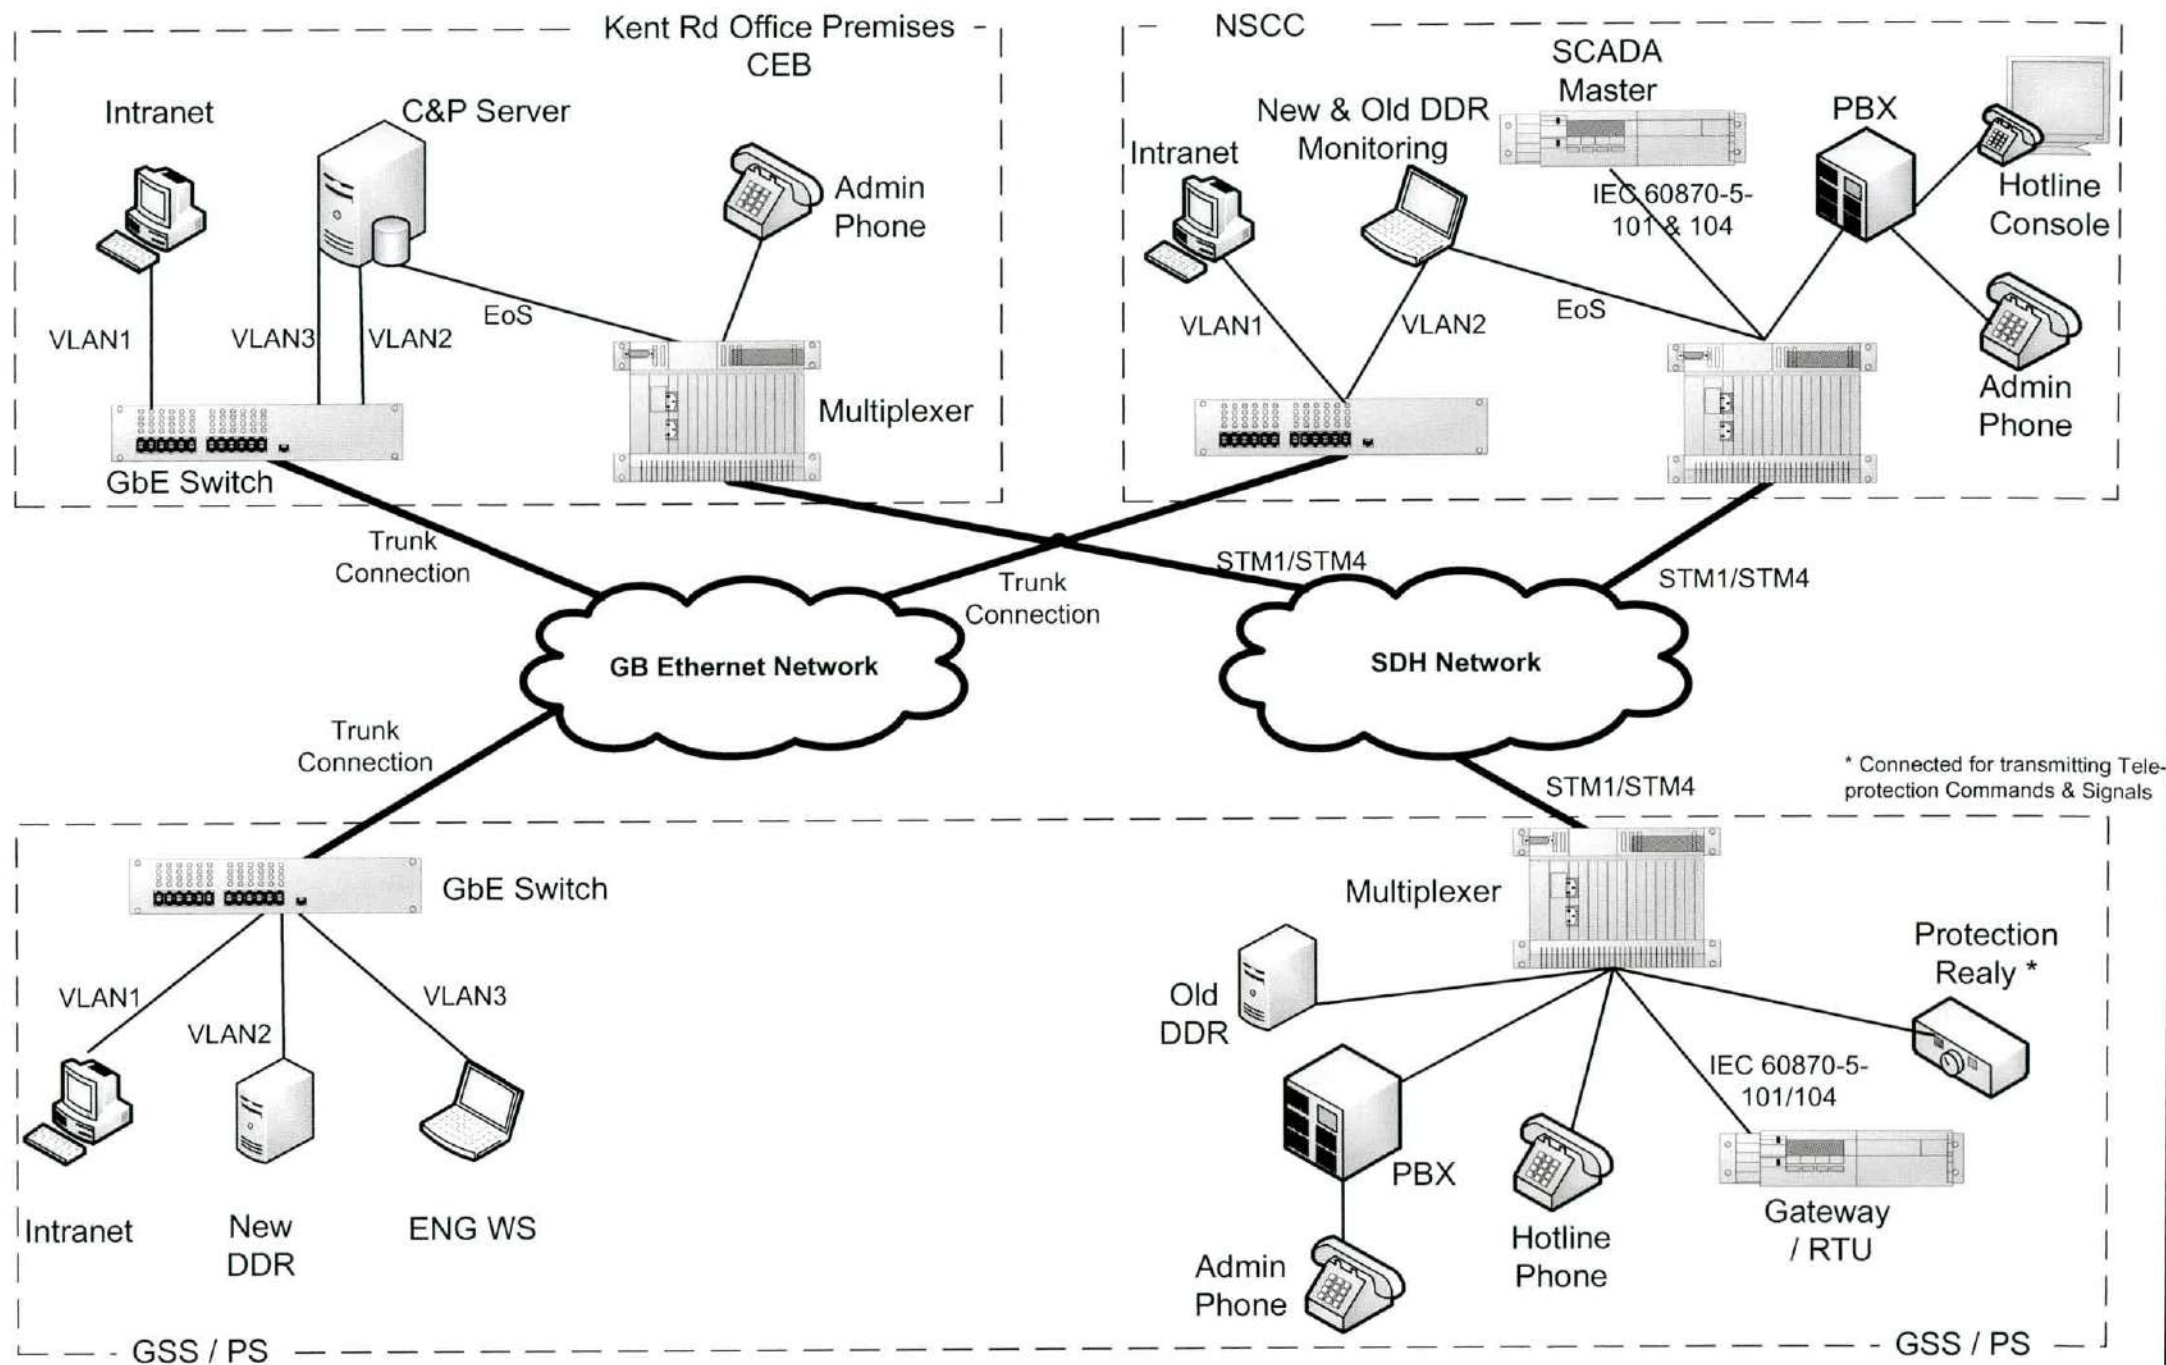 Kent Rd Office Premises
CEB
Intranet
C&P Server
Admin
Phone
VLAN1
VLAN3
VLAN2
EoS
Multiplexer
GbE Switch
NSCC
SCADA
Master
New & Old DDR
Monitoring
Intranet
PBX
IEC 60870-5-
101 & 104
Hotline
Console
VLAN1
VLAN2
EoS
Admin
Phone
Trunk
Connection
Trunk
Connection
STM1/STM4
STM1/STM4
GB Ethernet Network
SDH Network
Trunk
Connection
STM1/STM4
* Connected for transmitting Tele-
protection Commands & Signals
GbE Switch
VLAN1
VLAN2
VLAN3
Intranet
New
DDR
ENG WS
GSS / PS
Multiplexer
Old
DDR
Protection
Realy *
IEC 60870-5-
101/104
PBX
Admin
Phone
Hotline
Phone
Gateway
/ RTU
GSS / PS